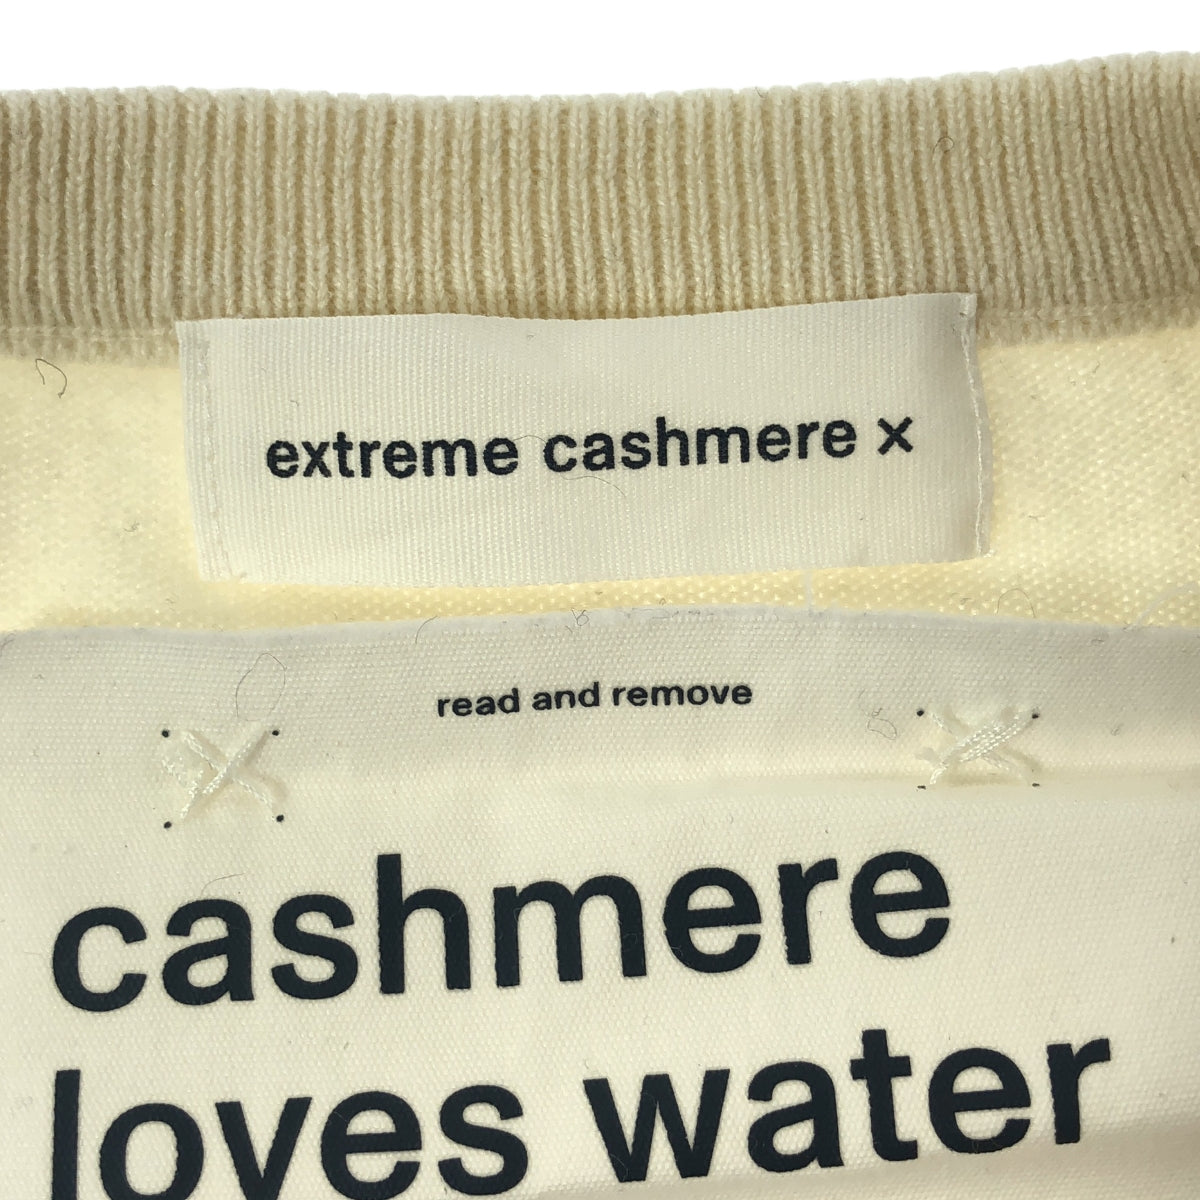 extreme cashmere ×
read and remove
cashmere
loves water